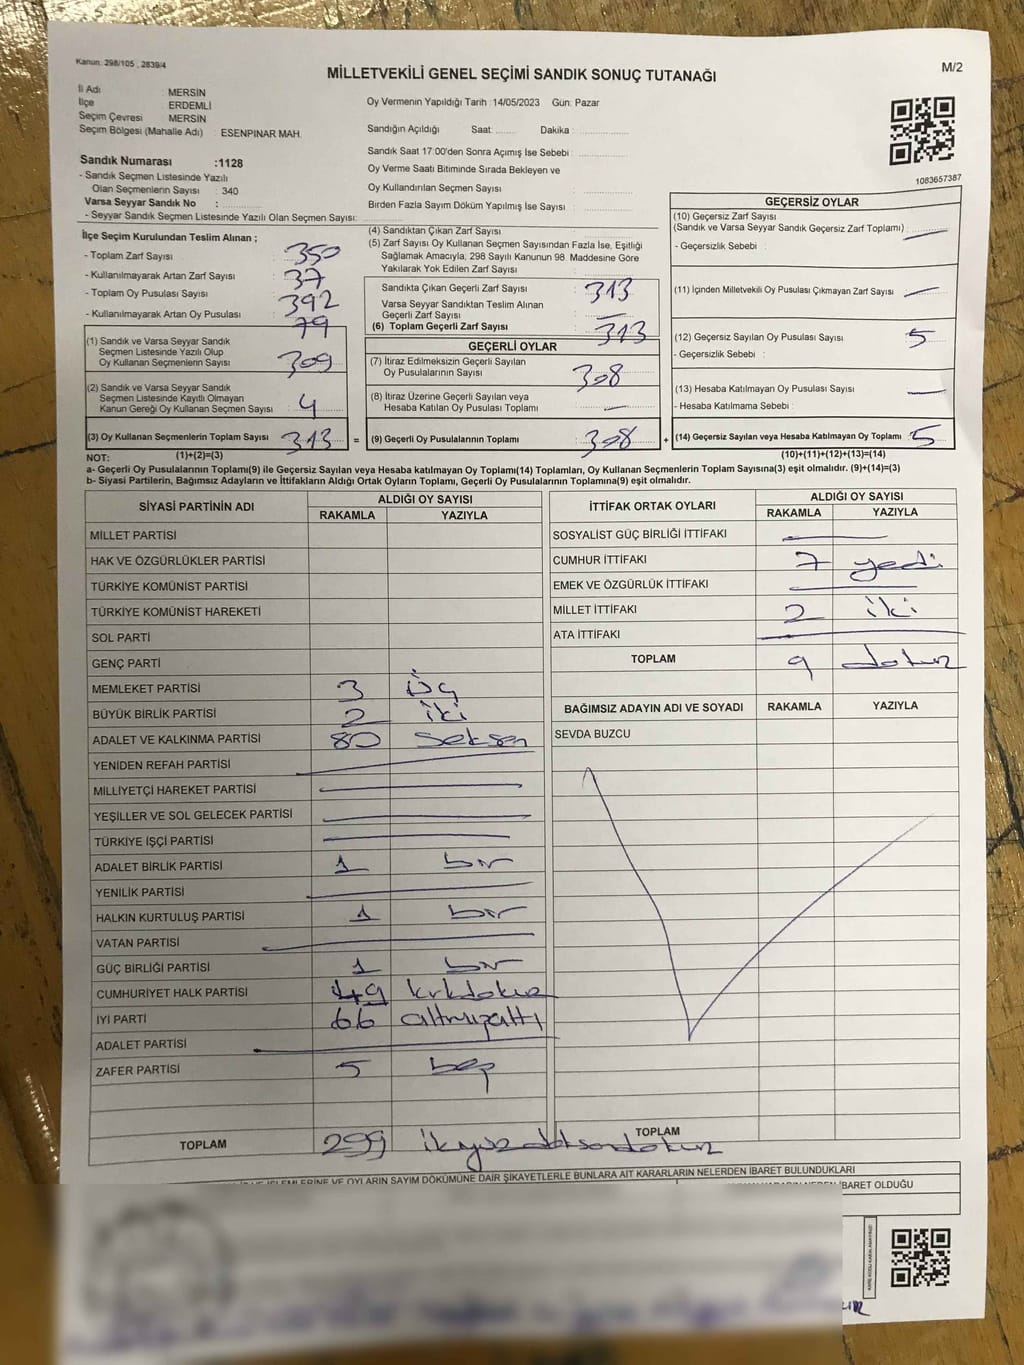 Kanun. 298/105 , 2839/4
MİLLETVEKİLİ GENEL SEÇİMİ SANDIK SONUÇ TUTANAĞI
M/2
İl Adı : MERSİN
İlçe : ERDEMLİ
Seçim Çevresi : MERSİN
Seçim Bölgesi (Mahalle Adı) : ESENPINAR MAH.
Sandık Numarası :1128
- Sandık Seçmen Listesinde Yazılı
Olan Seçmenlerin Sayısı : 340
Varsa Seyyar Sandık No :
- Seyyar Sandık Seçmen Listesinde Yazılı Olan Seçmen Sayısı:
Oy Vermenin Yapıldığı Tarih :14/05/2023 Gün: Pazar
Sandığın Açıldığı Saat: Dakika :
Sandık Saat 17:00'den Sonra Açımış İse Sebebi :
Oy Verme Saati Bitiminde Sırada Bekleyen ve
Oy Kullandırılan Seçmen Sayısı :
Birden Fazla Sayım Döküm Yapılmış İse Sayısı :
1083657387
İlçe Seçim Kurulundan Teslim Alınan ;
- Toplam Zarf Sayısı : 350
- Kullanılmayarak Artan Zarf Sayısı : 37
- Toplam Oy Pusulası Sayısı : 392
- Kullanılmayarak Artan Oy Pusulası : 79
(1) Sandık ve Varsa Seyyar Sandık
Seçmen Listesinde Yazılı Olup
Oy Kullanan Seçmenlerin Sayısı : 309
(2) Sandık ve Varsa Seyyar Sandık
Seçmen Listesinde Kayıtlı Olmayan
Kanun Gereği Oy Kullanan Seçmen Sayısı : 4
(3) Oy Kullanan Seçmenlerin Toplam Sayısı : 313 =
(1)+(2)=(3)
(4) Sandıktan Çıkan Zarf Sayısı :
(5) Zarf Sayısı Oy Kullanan Seçmen Sayısından Fazla İse, Eşitliği
Sağlamak Amacıyla, 298 Sayılı Kanunun 98. Maddesine Göre
Yakılarak Yok Edilen Zarf Sayısı :
Sandıkta Çıkan Geçerli Zarf Sayısı : 313
Varsa Seyyar Sandıktan Teslim Alınan
Geçerli Zarf Sayısı : —
(6) Toplam Geçerli Zarf Sayısı : 313
GEÇERLİ OYLAR
(7) İtiraz Edilmeksizin Geçerli Sayılan
Oy Pusulalarının Sayısı : 308
(8) İtiraz Üzerine Geçerli Sayılan veya
Hesaba Katılan Oy Pusulası Toplamı : —
(9) Geçerli Oy Pusulalarının Toplamı : 308 +
GEÇERSİZ OYLAR
(10) Geçersiz Zarf Sayısı
(Sandık ve Varsa Seyyar Sandık Geçersiz Zarf Toplamı) : —
- Geçersizlik Sebebi :
(11) İçinden Milletvekili Oy Pusulası Çıkmayan Zarf Sayısı : —
(12) Geçersiz Sayılan Oy Pusulası Sayısı : 5
- Geçersizlik Sebebi :
(13) Hesaba Katılmayan Oy Pusulası Sayısı : —
- Hesaba Katılmama Sebebi :
(14) Geçersiz Sayılan veya Hesaba Katılmayan Oy Toplamı : 5
(10)+(11)+(12)+(13)=(14)
NOT:
a- Geçerli Oy Pusulalarının Toplamı(9) ile Geçersiz Sayılan veya Hesaba katılmayan Oy Toplamı(14) Toplamları, Oy Kullanan Seçmenlerin Toplam Sayısına(3) eşit olmalıdır. (9)+(14)=(3)
b- Siyasi Partilerin, Bağımsız Adayların ve İttifakların Aldığı Ortak Oyların Toplamı, Geçerli Oy Pusulalarının Toplamına(9) eşit olmalıdır.
SİYASİ PARTİNİN ADI ALDIĞI OY SAYISI
RAKAMLA YAZIYLA
MİLLET PARTİSİ
HAK VE ÖZGÜRLÜKLER PARTİSİ
TÜRKİYE KOMÜNİST PARTİSİ
TÜRKİYE KOMÜNİST HAREKETİ
SOL PARTİ
GENÇ PARTİ
MEMLEKET PARTİSİ 3 üç
BÜYÜK BİRLİK PARTİSİ 2 iki
ADALET VE KALKINMA PARTİSİ 80 seksen
YENİDEN REFAH PARTİSİ —
MİLLİYETÇİ HAREKET PARTİSİ —
YEŞİLLER VE SOL GELECEK PARTİSİ —
TÜRKİYE İŞÇİ PARTİSİ —
ADALET BİRLİK PARTİSİ 1 bir
YENİLİK PARTİSİ —
HALKIN KURTULUŞ PARTİSİ 1 bir
VATAN PARTİSİ —
GÜÇ BİRLİĞİ PARTİSİ 1 bir
CUMHURİYET HALK PARTİSİ 49 kırkdokuz
İYİ PARTİ 66 altmışaltı
ADALET PARTİSİ —
ZAFER PARTİSİ 5 beş
TOPLAM 299
İTTİFAK ORTAK OYLARI ALDIĞI OY SAYISI
RAKAMLA YAZIYLA
SOSYALİST GÜÇ BİRLİĞİ İTTİFAKI —
CUMHUR İTTİFAKI 7 yedi
EMEK VE ÖZGÜRLÜK İTTİFAKI —
MİLLET İTTİFAKI 2 iki
ATA İTTİFAKI —
TOPLAM 9 dokuz
BAĞIMSIZ ADAYIN ADI VE SOYADI RAKAMLA YAZIYLA
SEVDA BUZCU
TOPLAM
İŞLEMLERİNE VE OYLARIN SAYIM DÖKÜMÜNE DAİR ŞİKAYETLERLE BUNLARA AİT KARARLARIN NELERDEN İBARET BULUNDUKLARI
İBARET OLDUĞU